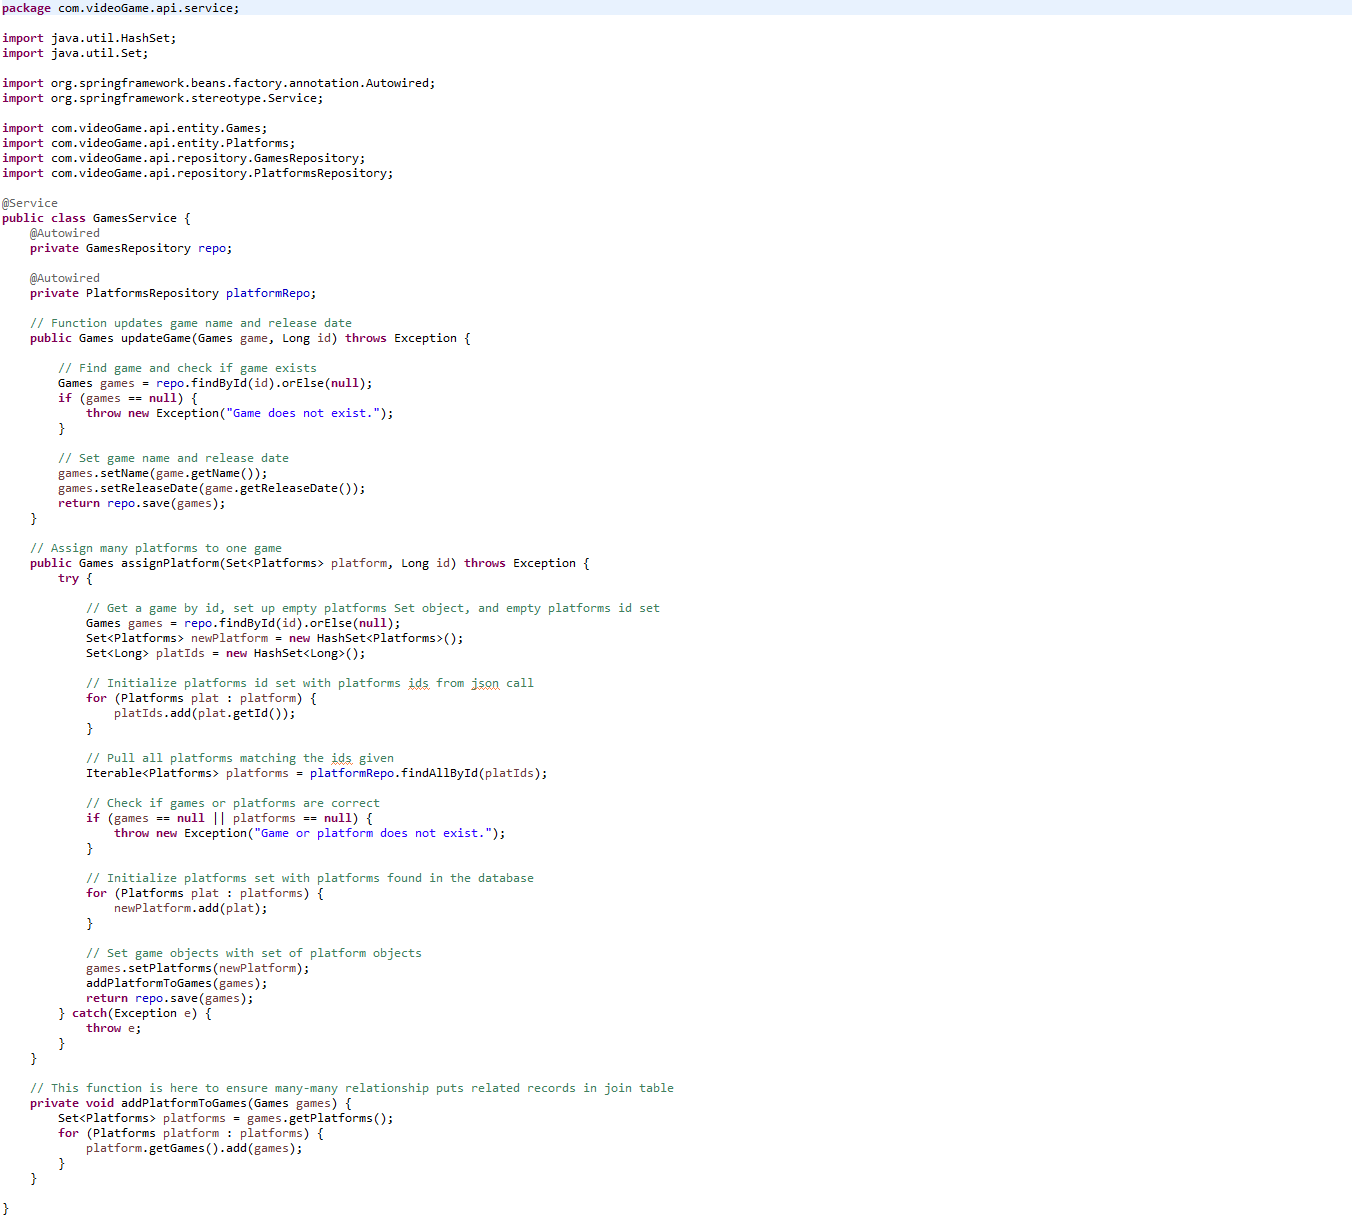 package com.videoGame.api.service;
import java.util.HashSet;
import java.util.Set;
import org.springframework.beans.factory.annotation.Autowired;
import org.springframework.stereotype.Service;
import com.videoGame.api.entity.Games;
import com.videoGame.api.entity.Platforms;
import com.videoGame.api.repository.GamesRepository;
import com.videoGame.api.repository.PlatformsRepository;
@Service
public class GamesService {
@Autowired
private GamesRepository repo;
@Autowired
private PlatformsRepository platformRepo;
// Function updates game name and release date
public Games updateGame(Games game, Long id) throws Exception {
// Find game and check if game exists
Games games = repo.findById(id).orElse(null);
if (games == null) {
throw new Exception("Game does not exist.");
}
// Set game name and release date
games.setName(game.getName());
games.setReleaseDate(game.getReleaseDate());
return repo.save(games);
}
// Assign many platforms to one game
public Games assignPlatform(Set<Platforms> platform, Long id) throws Exception {
try {
// Get a game by id, set up empty platforms Set object, and empty platforms id set
Games games = repo.findById(id).orElse(null);
Set<Platforms> newPlatform = new HashSet<Platforms>();
Set<Long> platIds = new HashSet<Long>();
// Initialize platforms id set with platforms ids from json call
for (Platforms plat : platform) {
platIds.add(plat.getId());
}
// Pull all platforms matching the ids given
Iterable<Platforms> platforms = platformRepo.findAllById(platIds);
// Check if games or platforms are correct
if (games == null || platforms == null) {
throw new Exception("Game or platform does not exist.");
}
// Initialize platforms set with platforms found in the database
for (Platforms plat : platforms) {
newPlatform.add(plat);
}
// Set game objects with set of platform objects
games.setPlatforms(newPlatform);
addPlatformToGames(games);
return repo.save(games);
} catch(Exception e) {
throw e;
}
}
// This function is here to ensure many-many relationship puts related records in join table
private void addPlatformToGames(Games games) {
Set<Platforms> platforms = games.getPlatforms();
for (Platforms platform : platforms) {
platform.getGames().add(games);
}
}
}